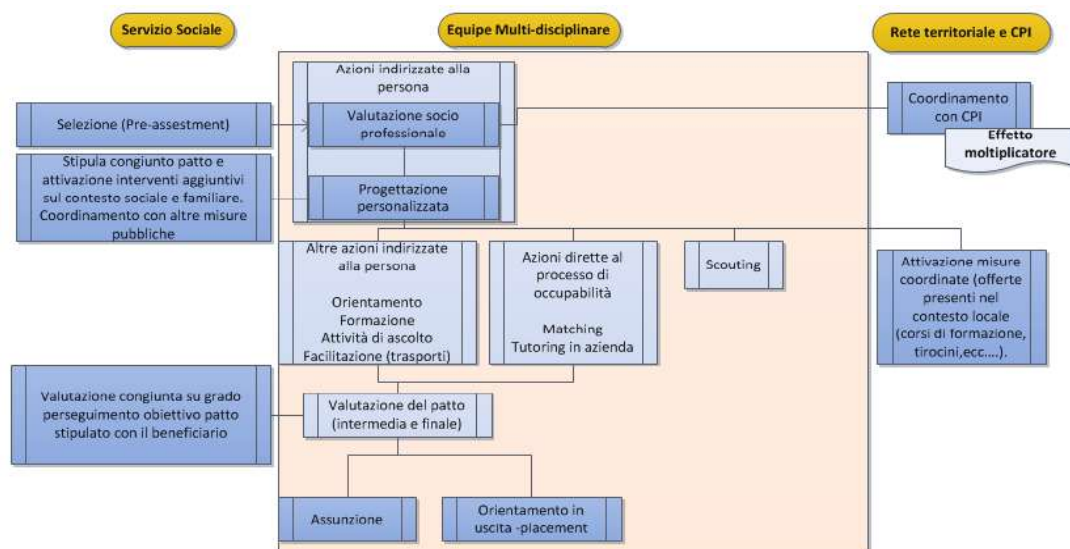 Servizio Sociale
Equipe Multi-disciplinare
Rete territoriale e CPI
Azioni indirizzate alla
persona
Selezione (Pre-assestment)
Valutazione socio
professionale
Coordinamento
con CPI
Effetto
moltiplicatore
Stipula congiunto patto e
attivazione interventi aggiuntivi
sul contesto sociale e familiare.
Coordinamento con altre misure
pubbliche
Progettazione
personalizzata
Altre azioni indirizzate
alla persona
Orientamento
Formazione
Attività di ascolto
Facilitazione (trasporti)
Azioni dirette al
processo di
occupabilità
Matching
Tutoring in azienda
Scouting
Attivazione misure
coordinate (offerte
presenti nel
contesto locale
(corsi di formazione,
tirocini,ecc....).
Valutazione congiunta su grado
perseguimento obiettivo patto
stipulato con il beneficiario
Valutazione del patto
(intermedia e finale)
Assunzione
Orientamento in
uscita -placement